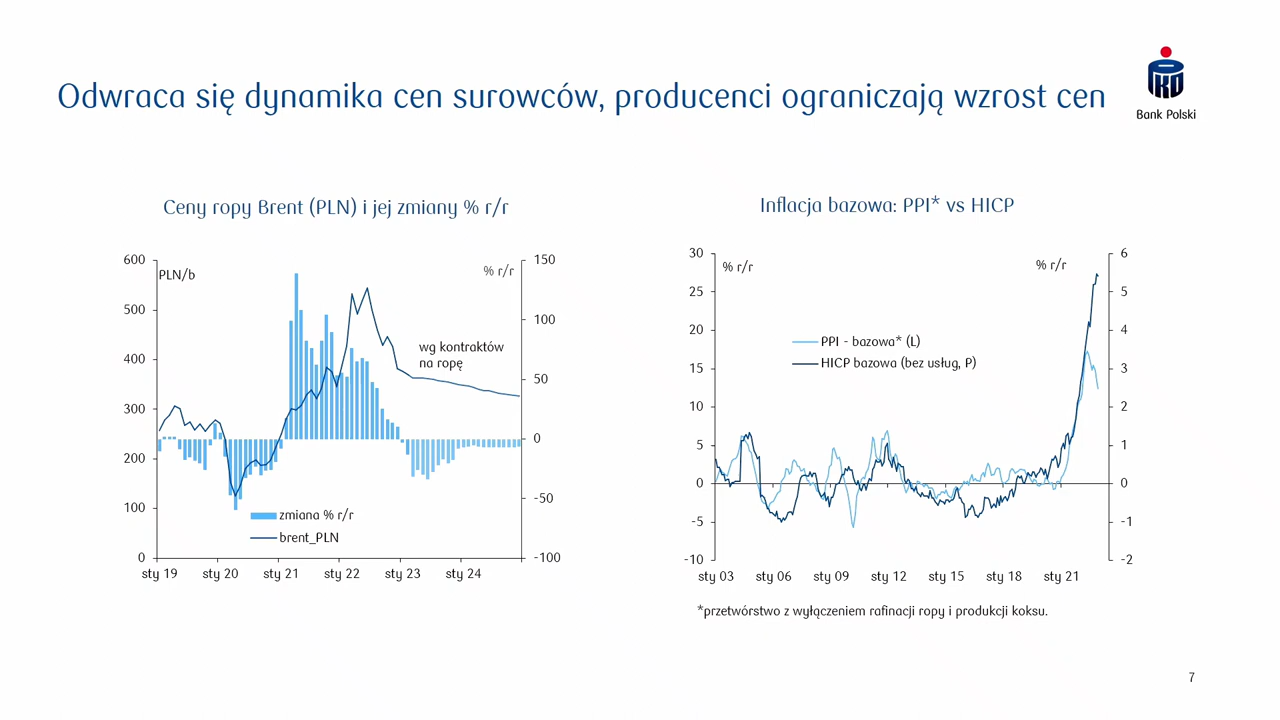 Odwraca się dynamika cen surowców, producenci ograniczają wzrost cen
PKO
Bank Polski
Ceny ropy Brent (PLN) i jej zmiany % r/r
600
500
400
300
200
100
0
PLN/b
% r/r
150
100
50
0
-50
-100
wg kontraktów
na ropę
zmiana % r/r
brent_PLN
sty 19
sty 20
sty 21
sty 22
sty 23
sty 24
Inflacja bazowa: PPI* vs HICP
30
25
20
15
10
5
0
-5
-10
% r/r
% r/r
6
5
4
3
2
1
0
-1
-2
PPI - bazowa* (L)
HICP bazowa (bez usług, P)
sty 03
sty 06
sty 09
sty 12
sty 15
sty 18
sty 21
*przetwórstwo z wyłączeniem rafinacji ropy i produkcji koksu.
7